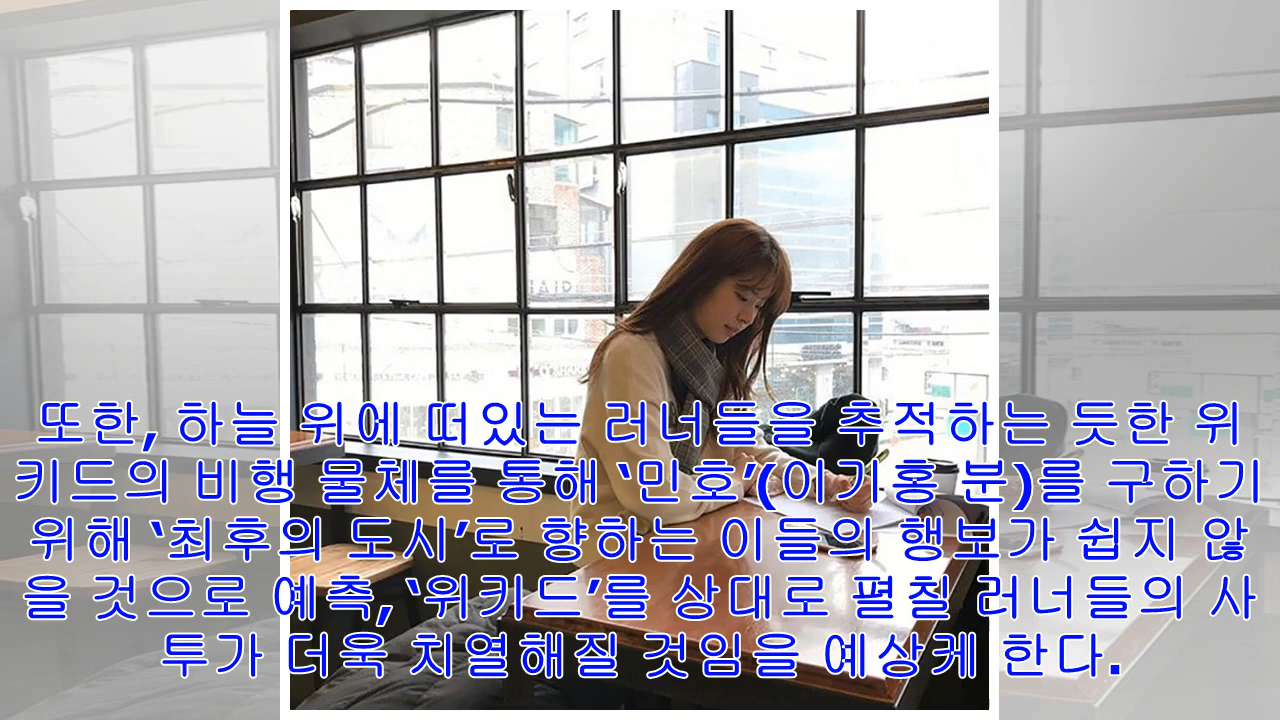 또한, 하늘 위에 떠있는 러너들을 추적하는 듯한 위
키드의 비행 물체를 통해 ‘민호’(이기홍 분)를 구하기
위해 ‘최후의 도시’로 향하는 이들의 행보가 쉽지 않
을 것으로 예측, ‘위키드’를 상대로 펼칠 러너들의 사
투가 더욱 치열해질 것임을 예상케 한다.